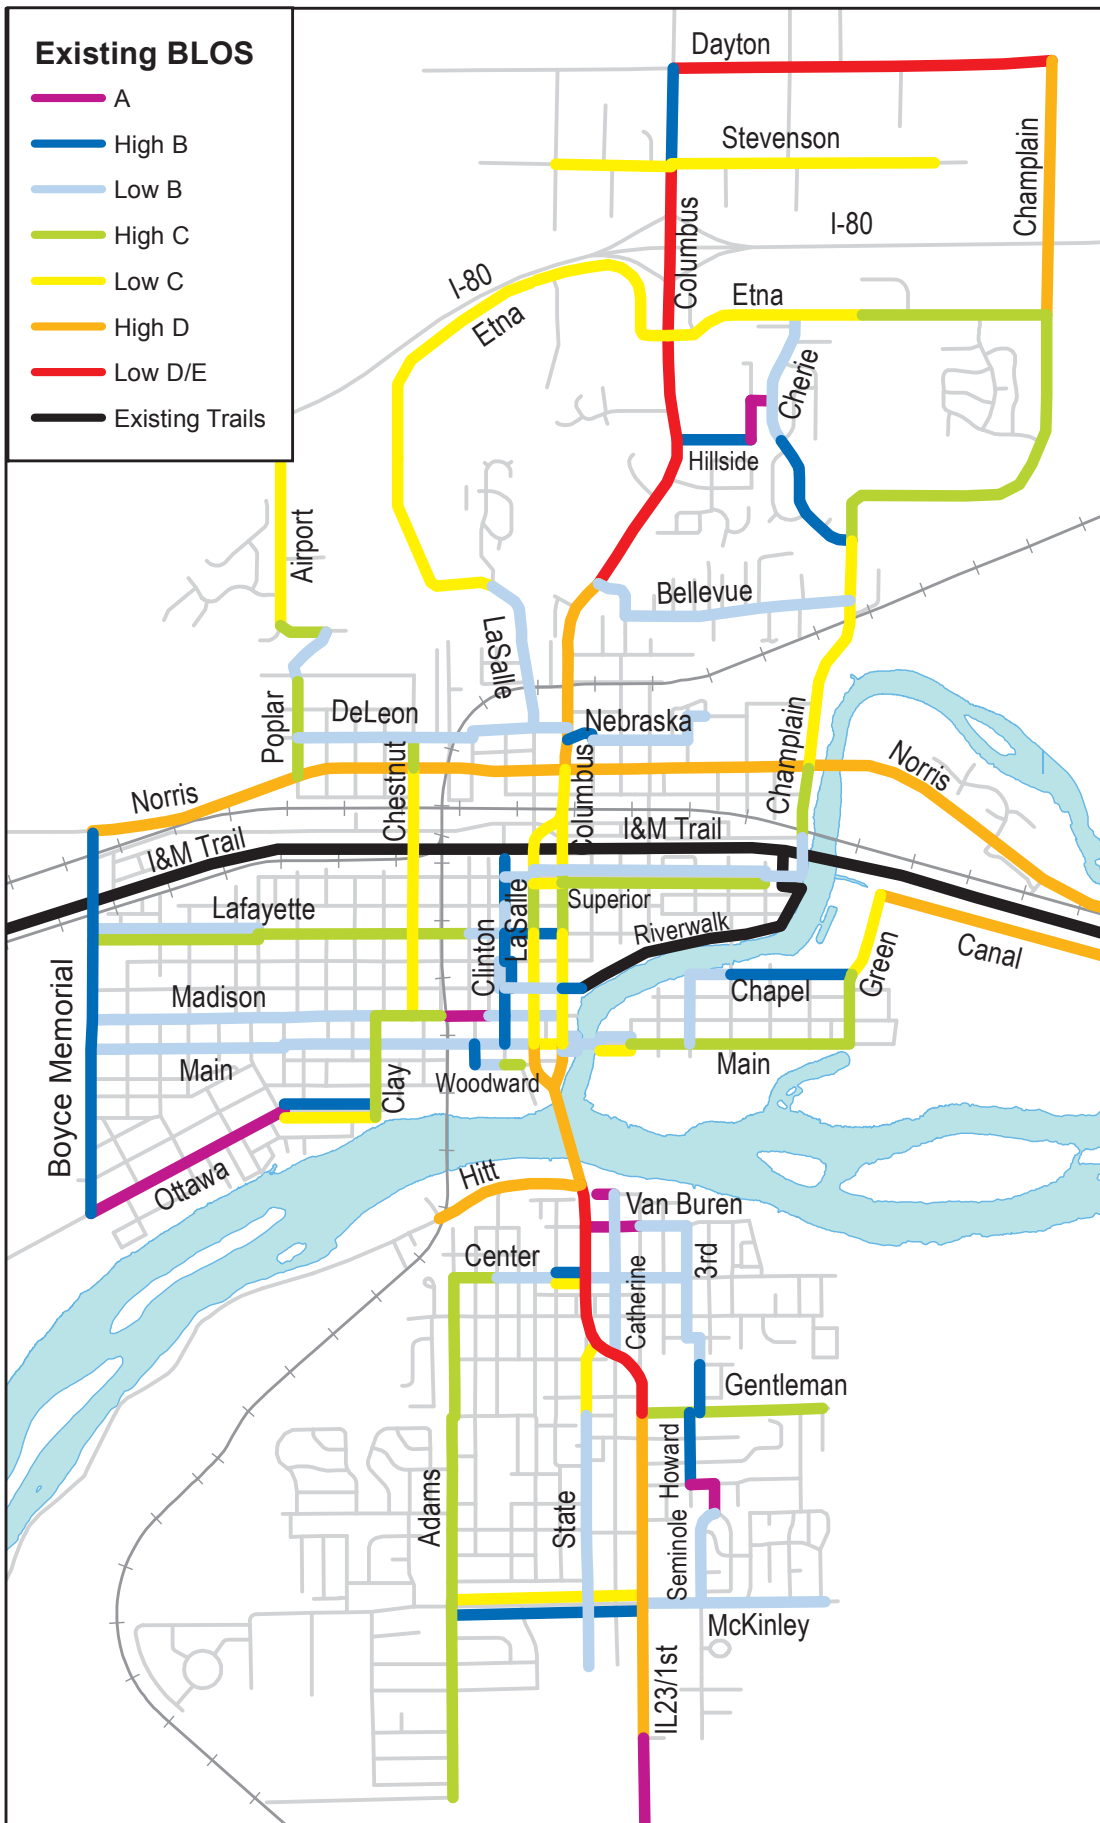 Existing BLOS
A
High B
Low B
High C
Low C
High D
Low D/E
Existing Trails
Dayton
Stevenson
Champlain
Columbus
I-80
I-80
Etna
Etna
Cherie
Hillside
Airport
Bellevue
LaSalle
Poplar
DeLeon
Nebraska
Chestnut
Columbus
Champlain
Norris
Norris
I&M Trail
I&M Trail
Lafayette
LaSalle
Superior
Riverwalk
Clinton
Canal
Green
Madison
Chapel
Boyce Memorial
Main
Main
Woodward
Clay
Ottawa
Hitt
Van Buren
Center
3rd
Catherine
Gentleman
Howard
Adams
State
Seminole
McKinley
IL23/1st